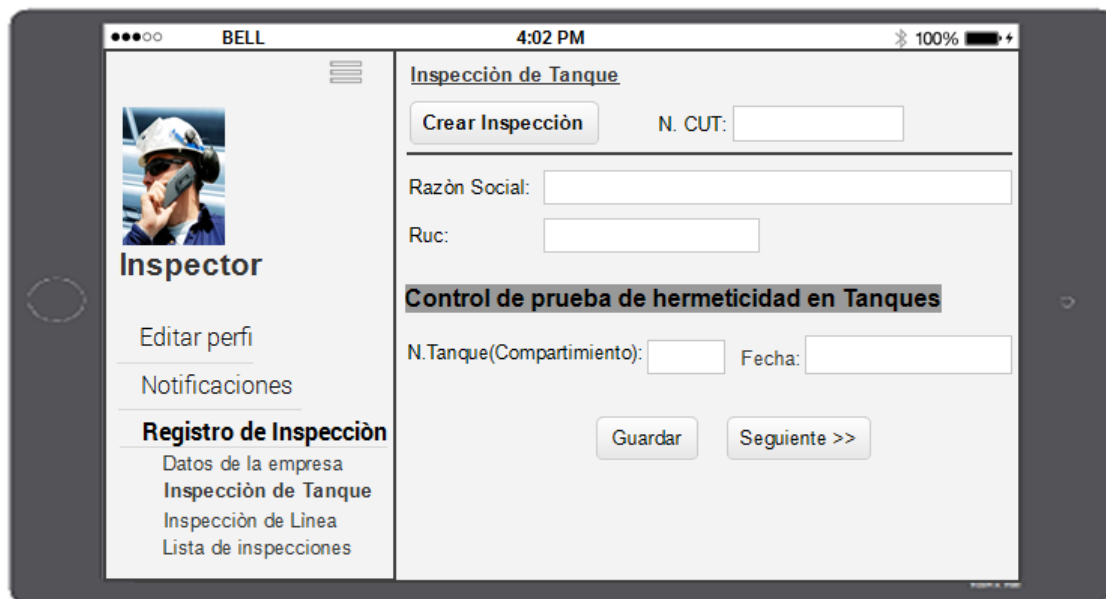 BELL 4:02 PM 100%
Inspector
Editar perfi
Notificaciones
Registro de Inspecciòn
Datos de la empresa
Inspecciòn de Tanque
Inspecciòn de Lìnea
Lista de inspecciones
Inspecciòn de Tanque
Crear Inspecciòn N. CUT:
Razòn Social:
Ruc:
Control de prueba de hermeticidad en Tanques
N.Tanque(Compartimiento): Fecha:
Guardar Seguiente >>